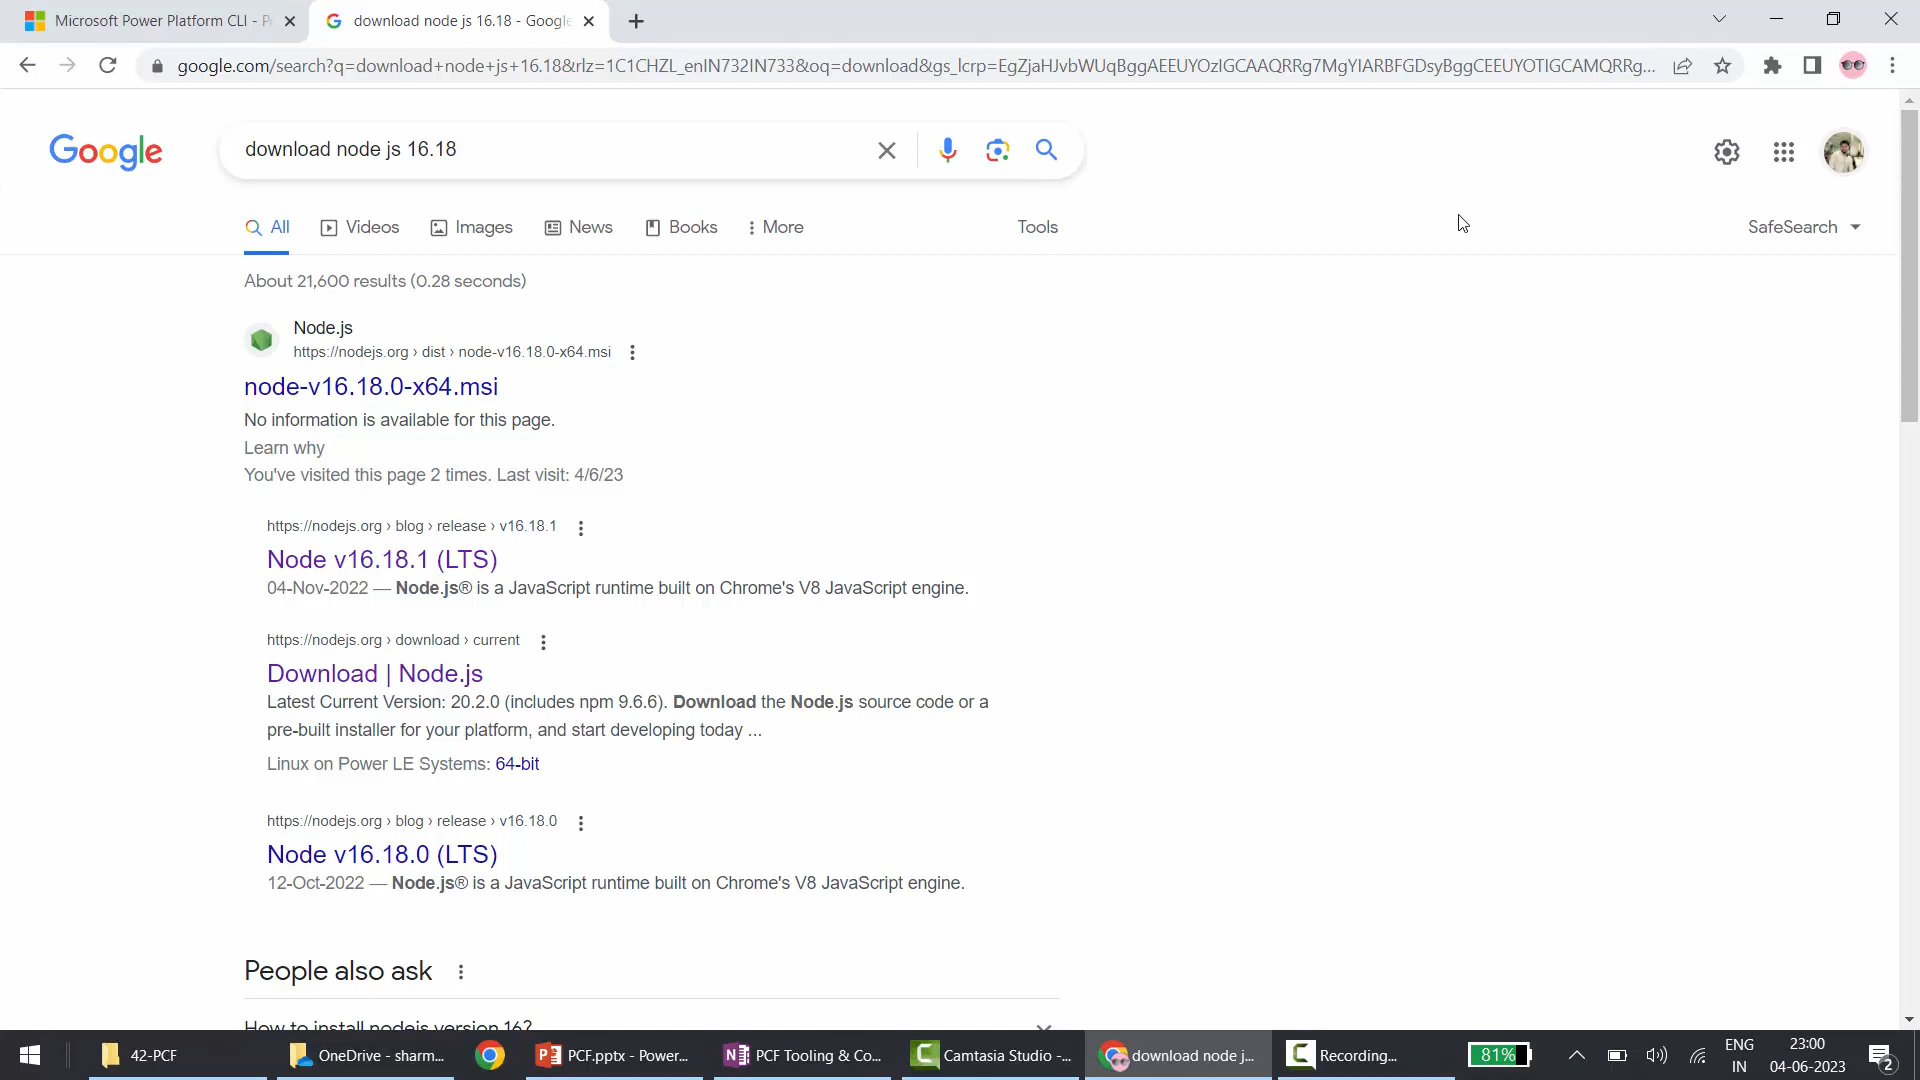 Microsoft Power Platform CLI - P
download node js 16.18 - Google
google.com/search?q=download+node+js+16.18&rlz=1C1CHZL_enIN732IN733&oq=download&gs_lcrp=EgZjaHJvbWUqBggAEEUYOzIGCAAQRRg7MgYIARBFGDsyBggCEEUYOTIGCAMQRRg...
Google
download node js 16.18
All
Videos
Images
News
Books
More
Tools
SafeSearch
About 21,600 results (0.28 seconds)
Node.js
https://nodejs.org › dist › node-v16.18.0-x64.msi
node-v16.18.0-x64.msi
No information is available for this page.
Learn why
You've visited this page 2 times. Last visit: 4/6/23
https://nodejs.org › blog › release › v16.18.1
Node v16.18.1 (LTS)
04-Nov-2022 — Node.js® is a JavaScript runtime built on Chrome's V8 JavaScript engine.
https://nodejs.org › download › current
Download | Node.js
Latest Current Version: 20.2.0 (includes npm 9.6.6). Download the Node.js source code or a
pre-built installer for your platform, and start developing today ...
Linux on Power LE Systems: 64-bit
https://nodejs.org › blog › release › v16.18.0
Node v16.18.0 (LTS)
12-Oct-2022 — Node.js® is a JavaScript runtime built on Chrome's V8 JavaScript engine.
People also ask
How to install nodejs version 16?
42-PCF
OneDrive - sharm...
PCF.pptx - Power...
PCF Tooling & Co...
Camtasia Studio -...
download node j...
Recording...
81%
ENG
IN
23:00
04-06-2023
2